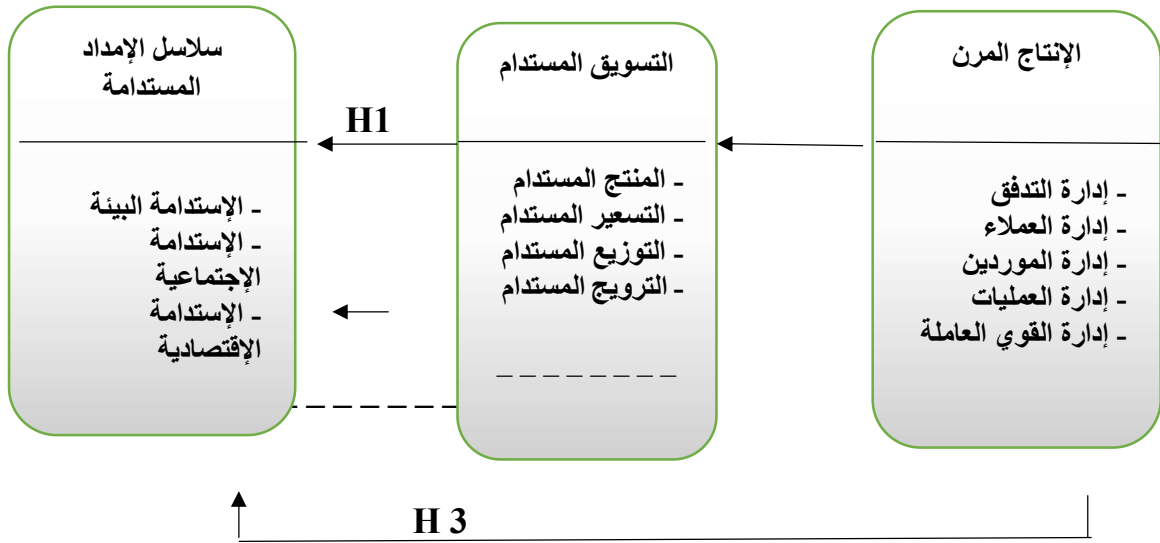 الإنتاج المرن
- إدارة التدفق
- إدارة العملاء
- إدارة الموردين
- إدارة العمليات
- إدارة القوي العاملة
التسويق المستدام
- المنتج المستدام
- التسعير المستدام
- التوزيع المستدام
- الترويج المستدام
H1
سلاسل الإمداد
المستدامة
- الإستدامة البيئة
- الإستدامة
الإجتماعية
- الإستدامة
الإقتصادية
H 3